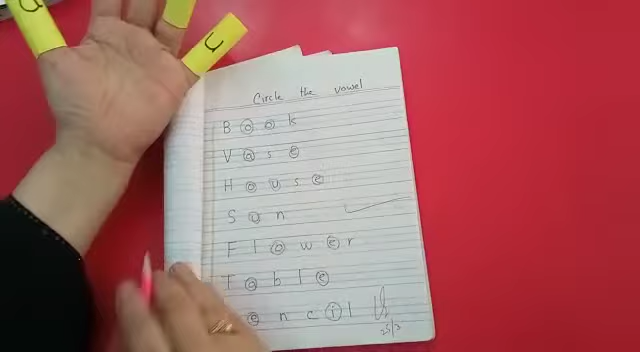 u
Circle the vowel
B o o k
V a s e
H o u s e
S u n
F l o w e r
T a b l e
e n c i l
25/3